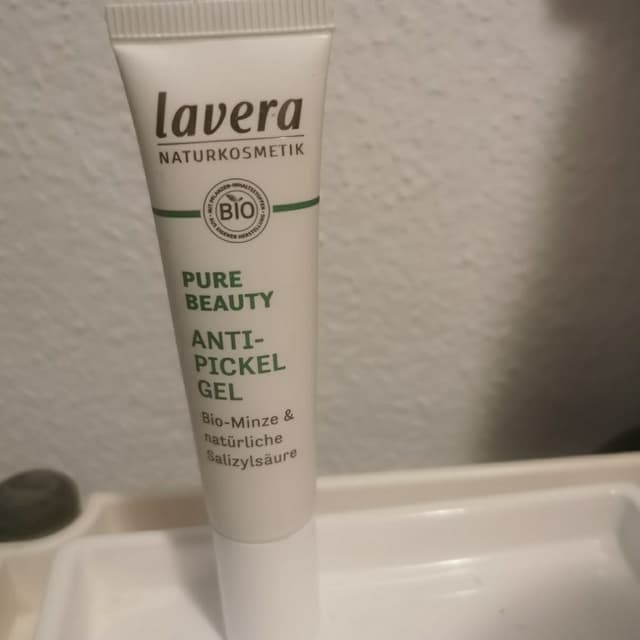 lavera
NATURKOSMETIK
BIO
PURE
BEAUTY
ANTI-
PICKEL
GEL
Bio-Minze &
natürliche
Salizylsäure